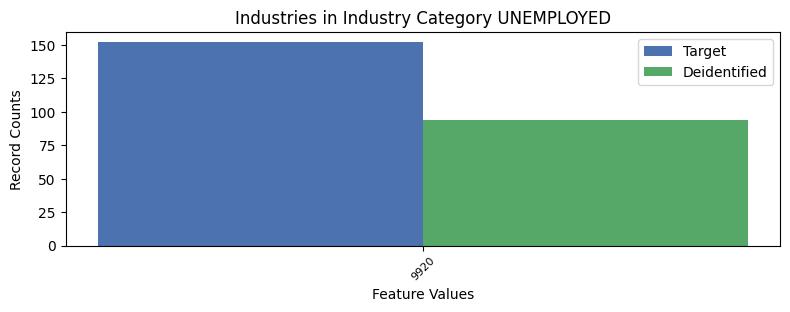 Industries in Industry Category UNEMPLOYED
Target
Deidentified
Record Counts
150
125
100
75
50
25
0
9920
Feature Values